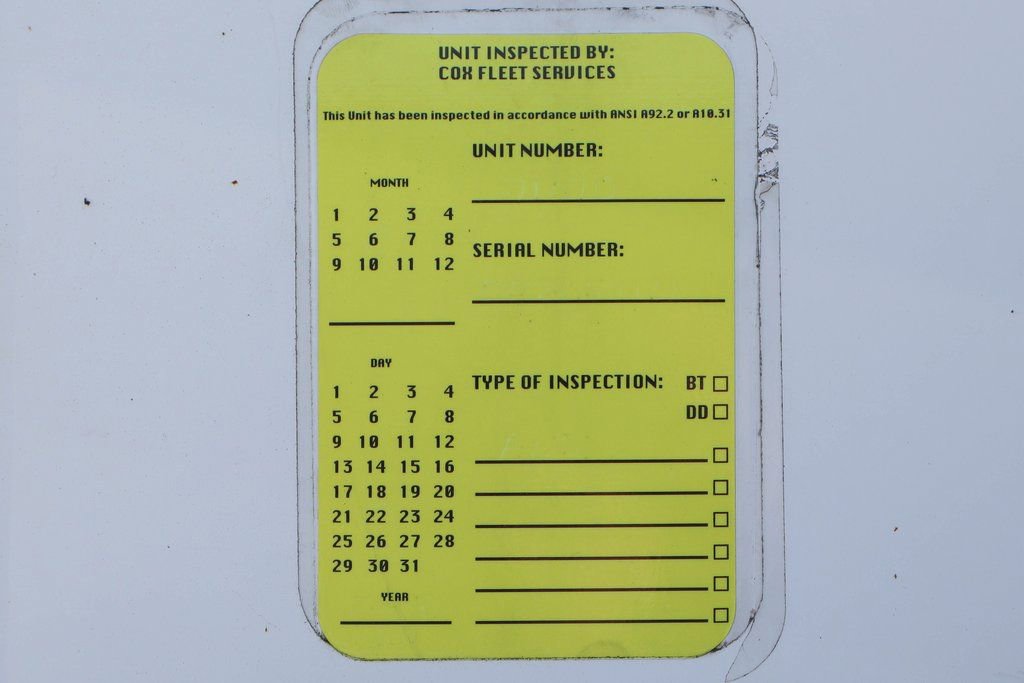 UNIT INSPECTED BY:
COX FLEET SERVICES
This Unit has been inspected in accordance with ANSI A92.2 or A10.31
MONTH
1 2 3 4
5 6 7 8
9 10 11 12
DAY
1 2 3 4
5 6 7 8
9 10 11 12
13 14 15 16
17 18 19 20
21 22 23 24
25 26 27 28
29 30 31
YEAR
UNIT NUMBER:
SERIAL NUMBER:
TYPE OF INSPECTION: BT
DD